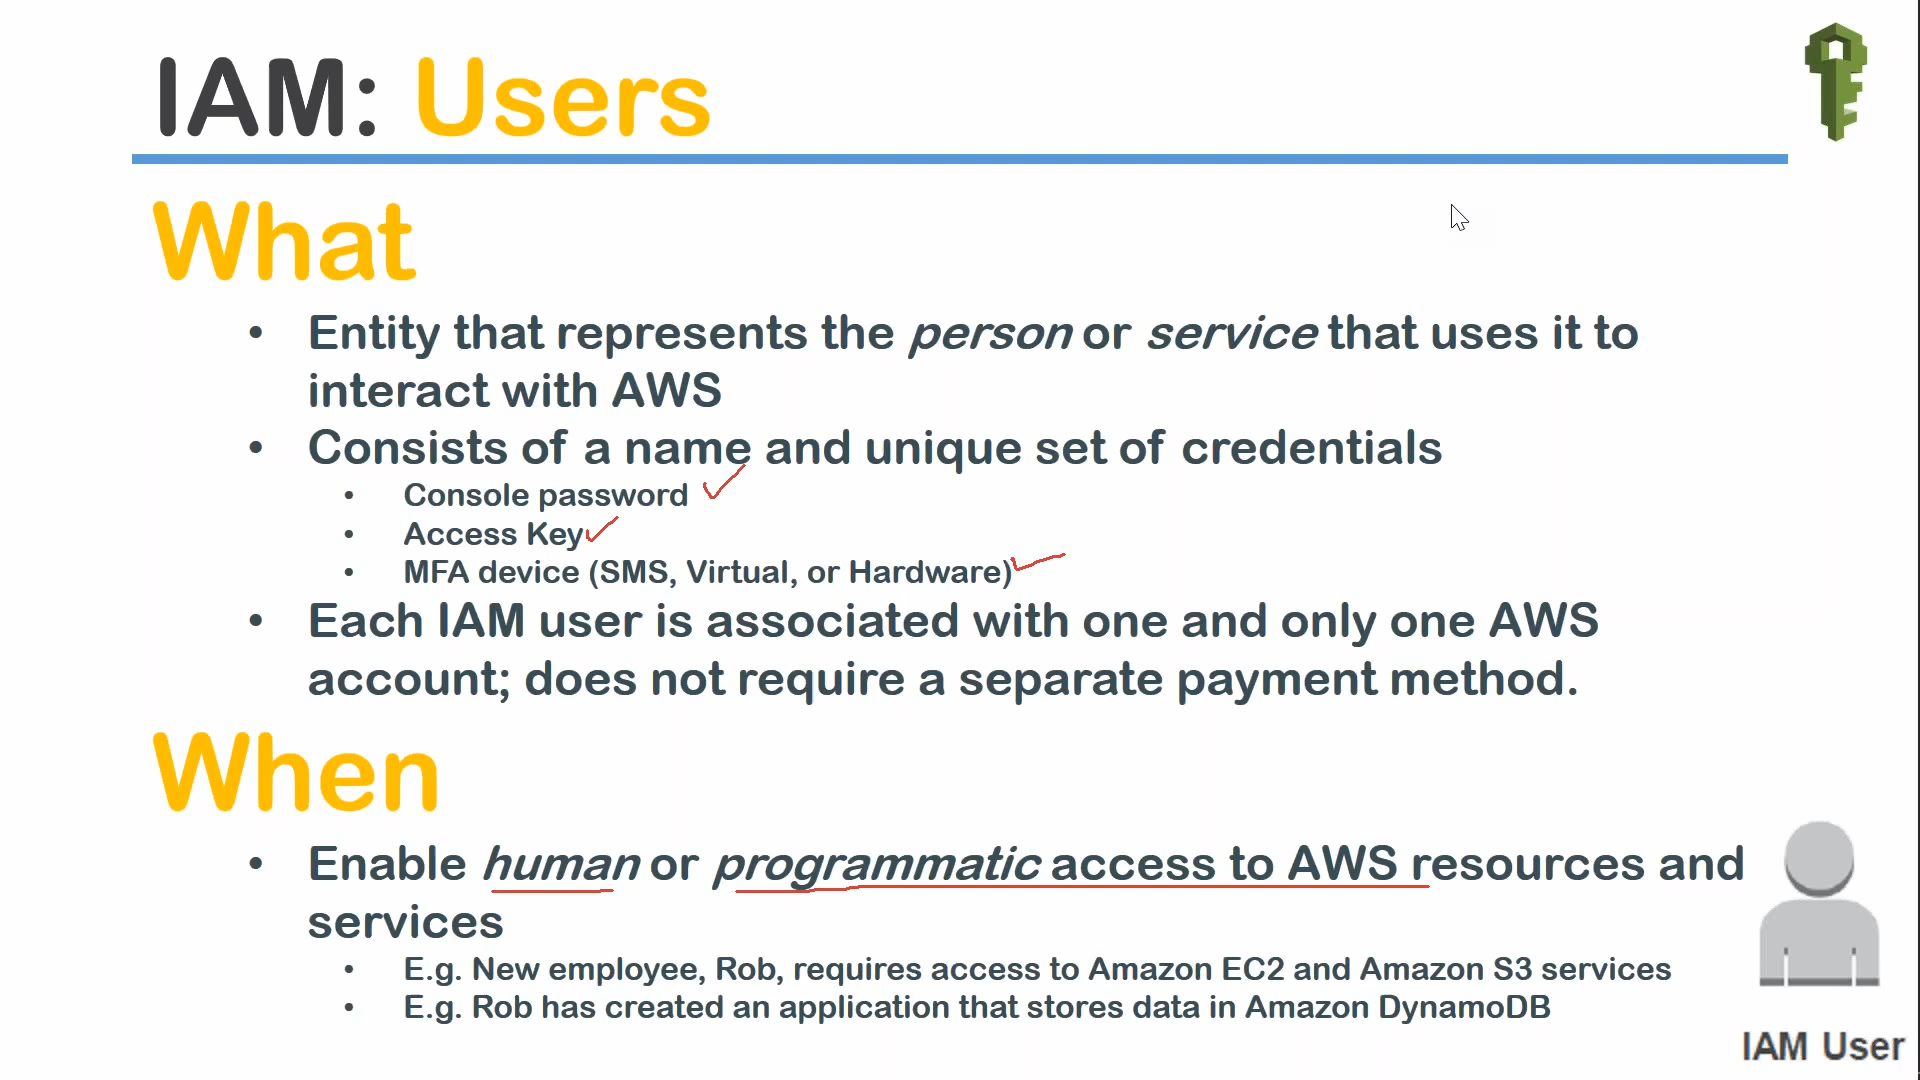 IAM: Users
What
• Entity that represents the person or service that uses it to
interact with AWS
• Consists of a name and unique set of credentials
• Console password
• Access Key
• MFA device (SMS, Virtual, or Hardware)
• Each IAM user is associated with one and only one AWS
account; does not require a separate payment method.
When
• Enable human or programmatic access to AWS resources and
services
• E.g. New employee, Rob, requires access to Amazon EC2 and Amazon S3 services
• E.g. Rob has created an application that stores data in Amazon DynamoDB
IAM User